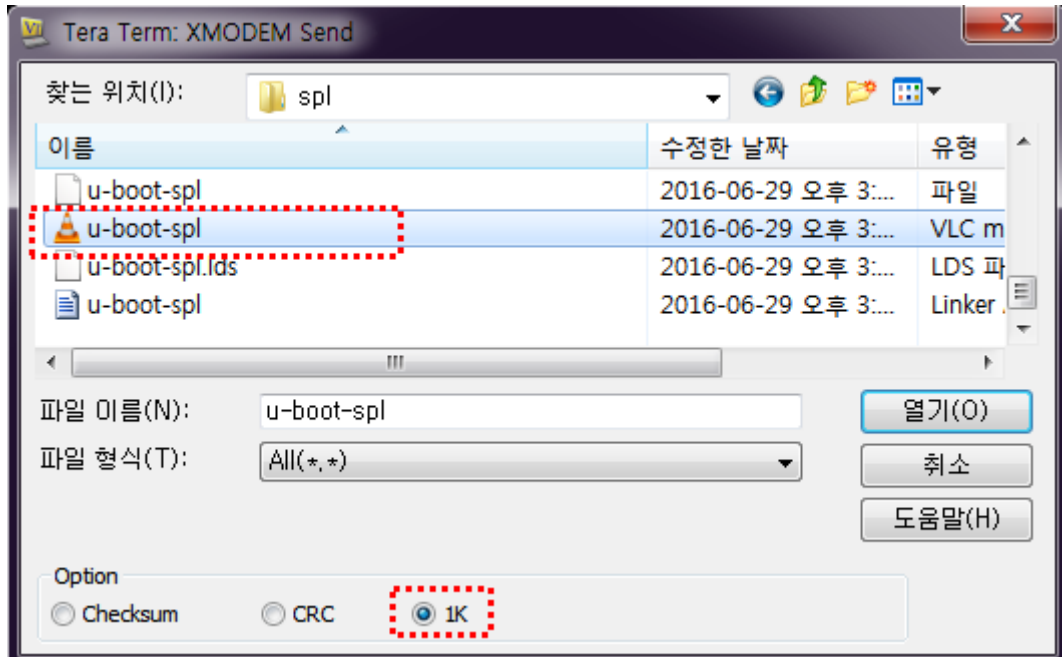 Tera Term: XMODEM Send
찾는 위치(I): spl
이름 수정한 날짜 유형
u-boot-spl 2016-06-29 오후 3:... 파일
u-boot-spl 2016-06-29 오후 3:... VLC m
u-boot-spl.lds 2016-06-29 오후 3:... LDS 파
u-boot-spl 2016-06-29 오후 3:... Linker
파일 이름(N): u-boot-spl 열기(O)
파일 형식(T): All(*,*) 취소
도움말(H)
Option
Checksum CRC 1K